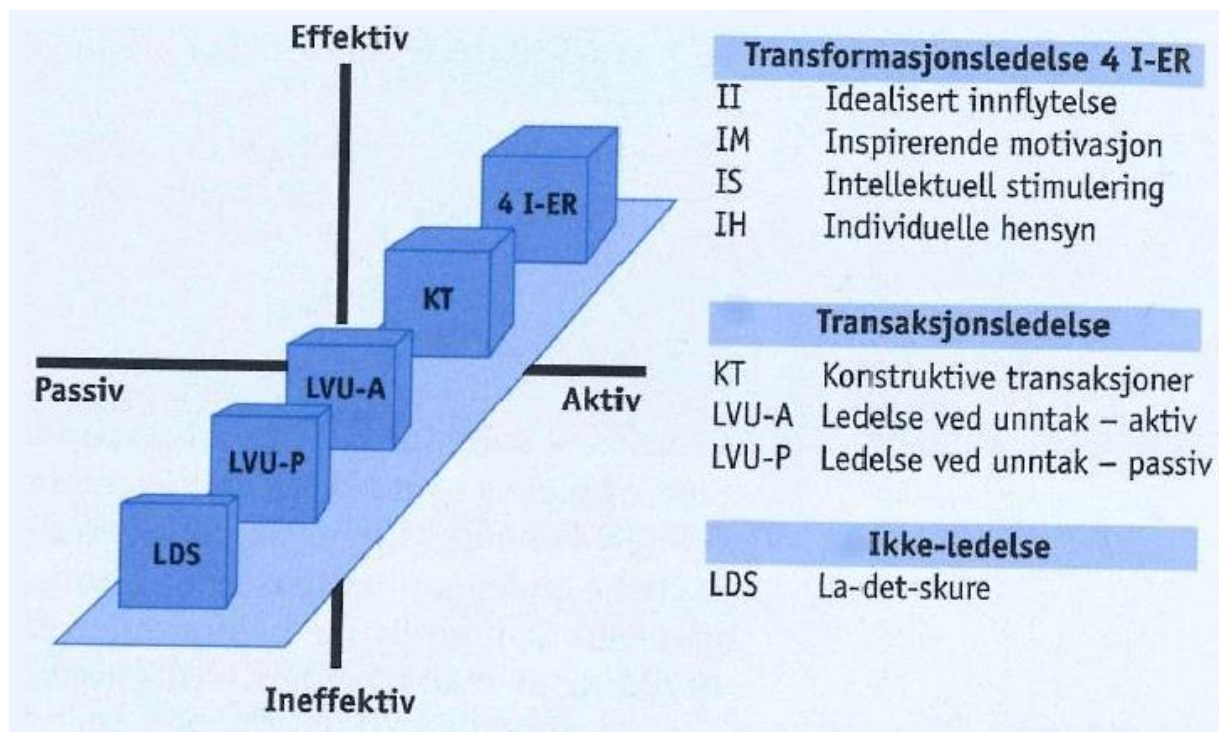 Effektiv
4 I-ER
KT
LVU-A
LVU-P
LDS
Passiv
Aktiv
Ineffektiv
Transformasjonsledelse 4 I-ER
II Idealisert innflytelse
IM Inspirerende motivasjon
IS Intellektuell stimulering
IH Individuelle hensyn
Transaksjonsledelse
KT Konstruktive transaksjoner
LVU-A Ledelse ved unntak – aktiv
LVU-P Ledelse ved unntak – passiv
Ikke-ledelse
LDS La-det-skure